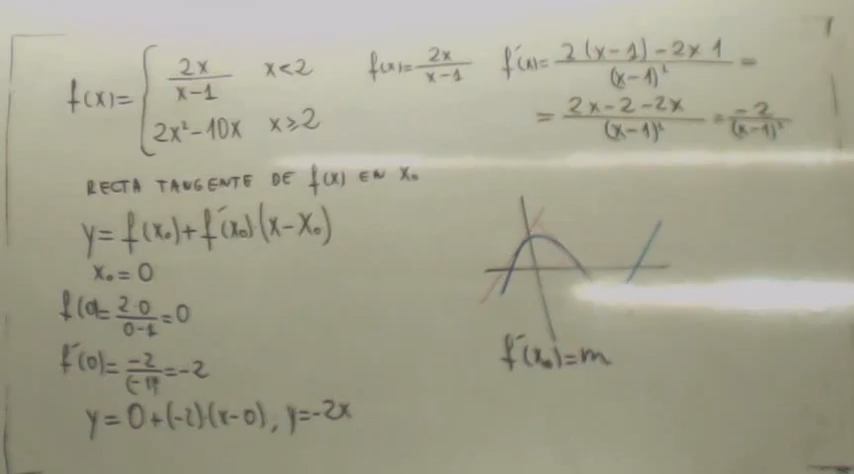 f(x)= { 2x/(x-1) x<2
2x²-10x x≥2
f(x)= 2x/(x-1) f´(x)= (2(x-1)-2x·1)/(x-1)² =
= (2x-2-2x)/(x-1)² = -2/(x-1)²
RECTA TANGENTE DE f(x) EN x₀
y=f(x₀)+f´(x₀)(x-x₀)
x₀=0
f(0)= 2·0/(0-1) =0
f´(0)= -2/(-1)² =-2
y=0+(-2)(x-0), y=-2x
f´(x₀)=m